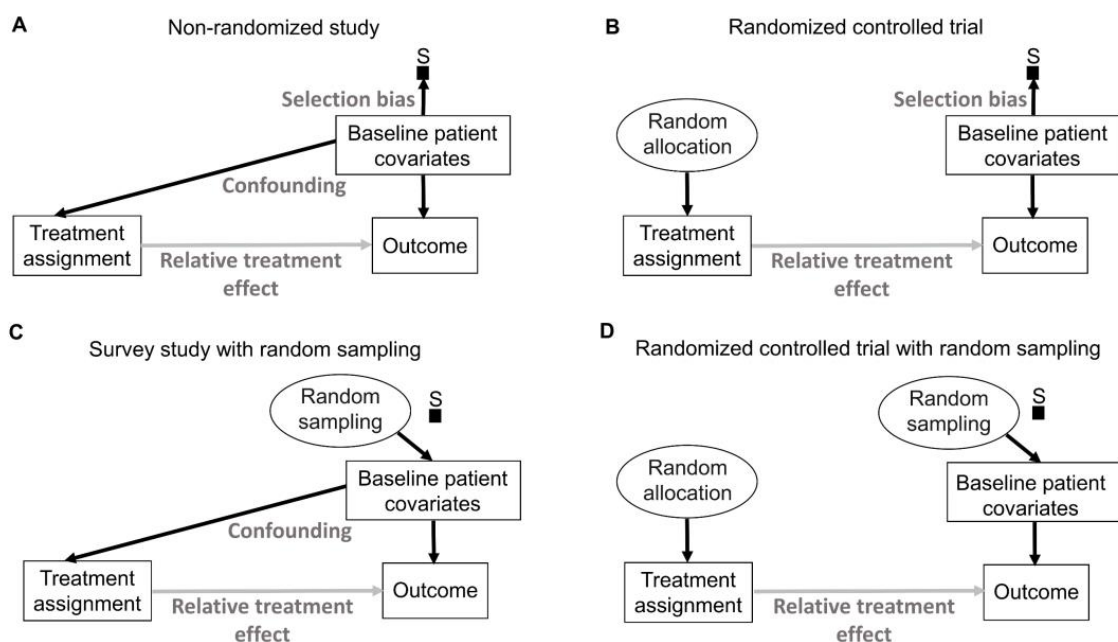 A
Non-randomized study
S
Selection bias
Baseline patient
covariates
Confounding
Treatment
assignment
Relative treatment
effect
Outcome
B
Randomized controlled trial
S
Selection bias
Random
allocation
Baseline patient
covariates
Treatment
assignment
Relative treatment
effect
Outcome
C
Survey study with random sampling
Random
sampling
S
Baseline patient
covariates
Confounding
Treatment
assignment
Relative treatment
effect
Outcome
D
Randomized controlled trial with random sampling
Random
sampling
S
Random
allocation
Baseline patient
covariates
Treatment
assignment
Relative treatment
effect
Outcome